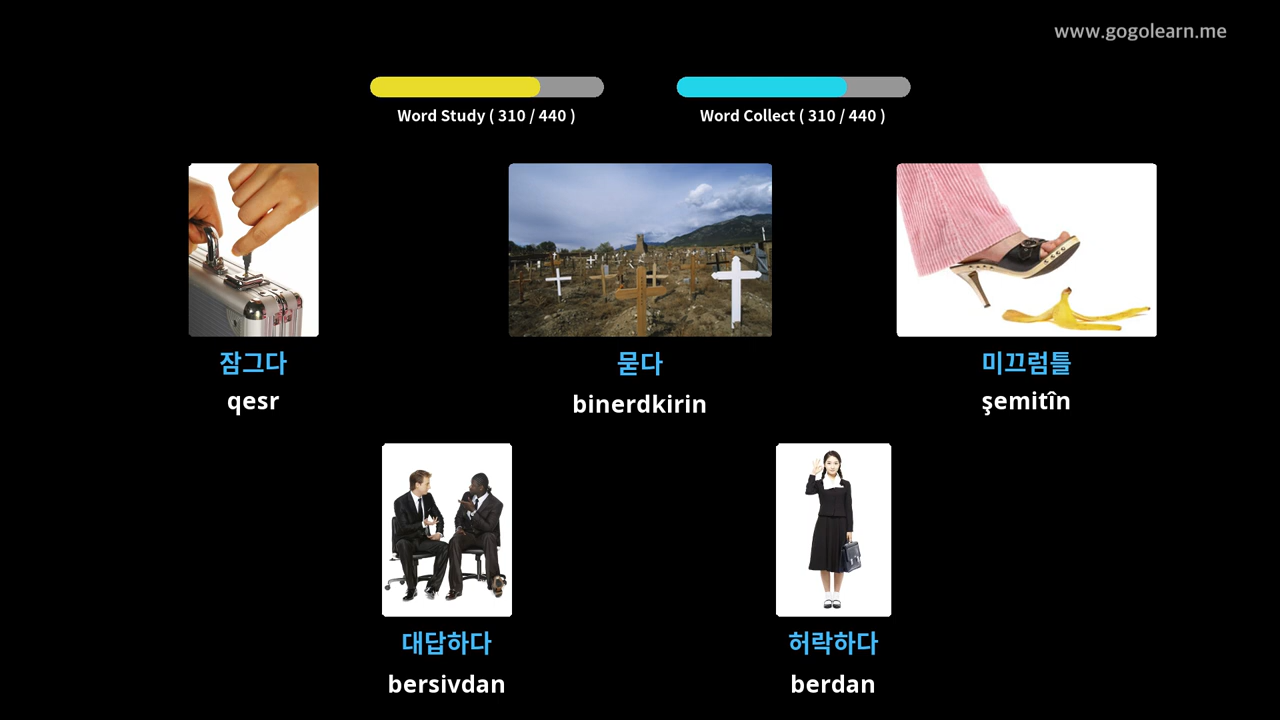 www.gogolearn.me
Word Study ( 310 / 440 )
Word Collect ( 310 / 440 )
잠그다
qesr
묻다
binerdkirin
미끄럼틀
şemitîn
대답하다
bersivdan
허락하다
berdan